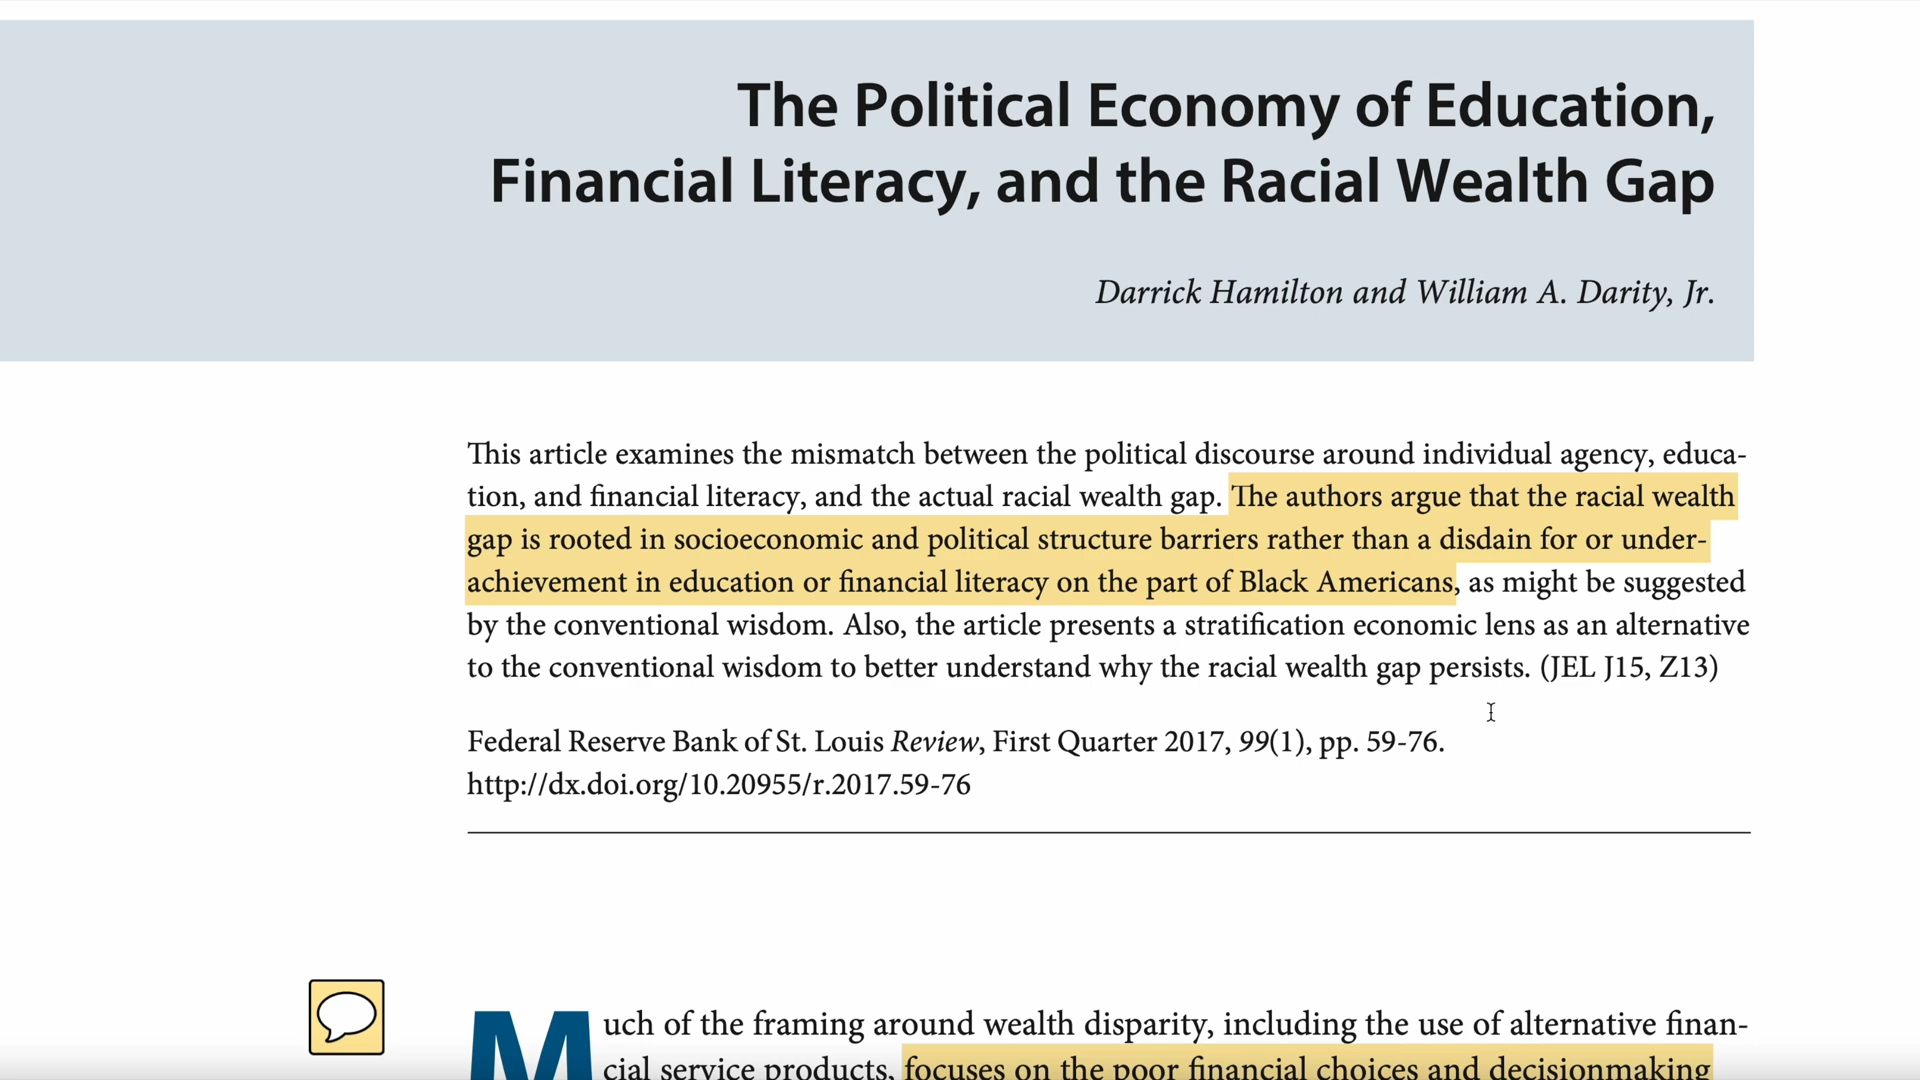 The Political Economy of Education,
Financial Literacy, and the Racial Wealth Gap
Darrick Hamilton and William A. Darity, Jr.
This article examines the mismatch between the political discourse around individual agency, educa-
tion, and financial literacy, and the actual racial wealth gap. The authors argue that the racial wealth
gap is rooted in socioeconomic and political structure barriers rather than a disdain for or under-
achievement in education or financial literacy on the part of Black Americans, as might be suggested
by the conventional wisdom. Also, the article presents a stratification economic lens as an alternative
to the conventional wisdom to better understand why the racial wealth gap persists. (JEL J15, Z13)
Federal Reserve Bank of St. Louis Review, First Quarter 2017, 99(1), pp. 59-76.
http://dx.doi.org/10.20955/r.2017.59-76
Much of the framing around wealth disparity, including the use of alternative finan-
cial service products, focuses on the poor financial choices and decisionmaking